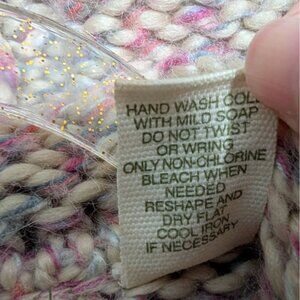 HAND WASH COLD
WITH MILD SOAP
DO NOT TWIST
OR WRING
ONLY NON-CHLORINE
BLEACH WHEN
NEEDED
RESHAPE AND
DRY FLAT
COOL IRON
IF NECESSARY